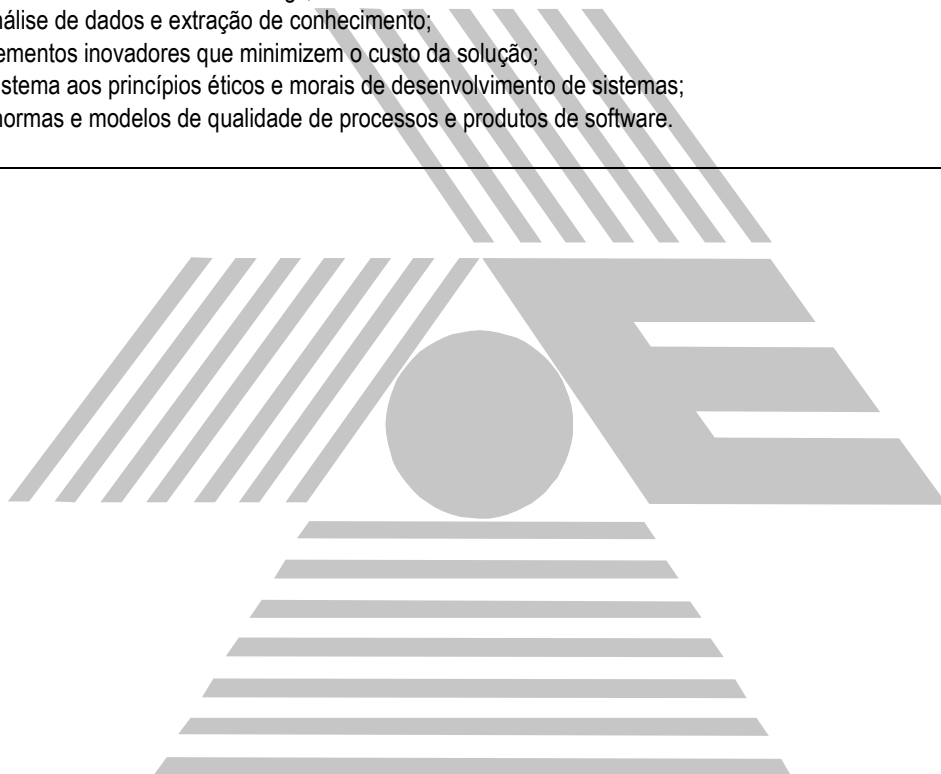 nálise de dados e extração de conhecimento;
ementos inovadores que minimizem o custo da solução;
stema aos princípios éticos e morais de desenvolvimento de sistemas;
normas e modelos de qualidade de processos e produtos de software.